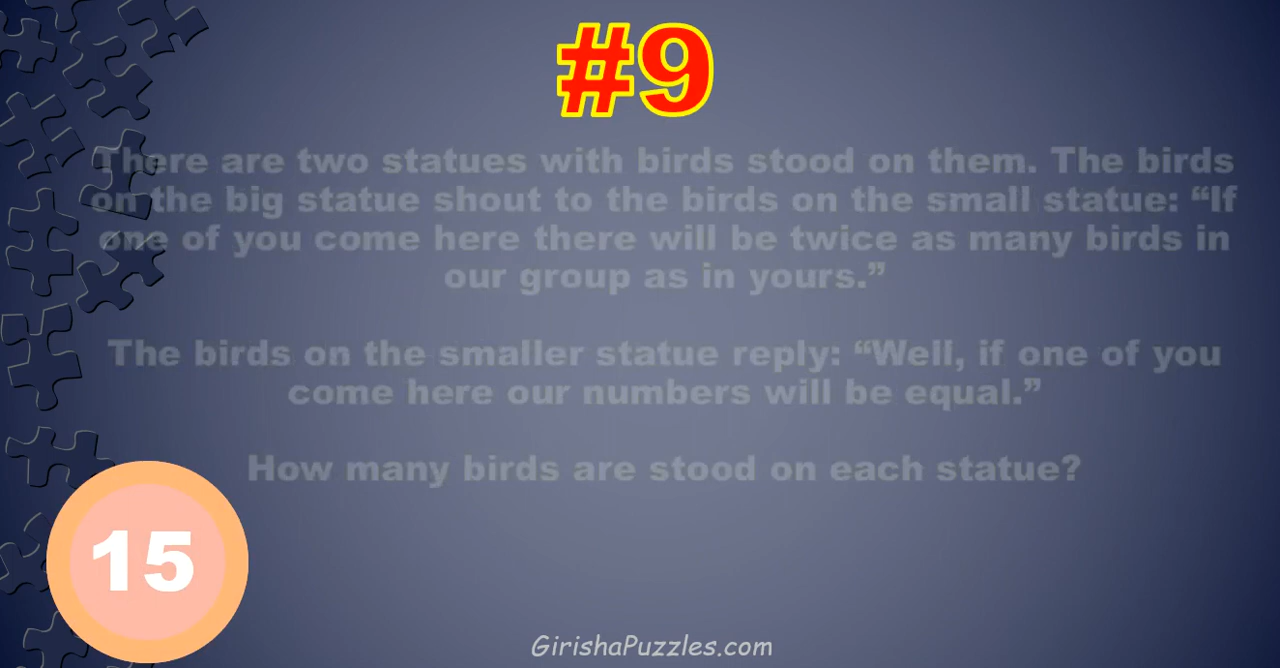 #9
There are two statues with birds stood on them. The birds
on the big statue shout to the birds on the small statue: “If
one of you come here there will be twice as many birds in
our group as in yours.”
The birds on the smaller statue reply: “Well, if one of you
come here our numbers will be equal.”
How many birds are stood on each statue?
15
GirishaPuzzles.com